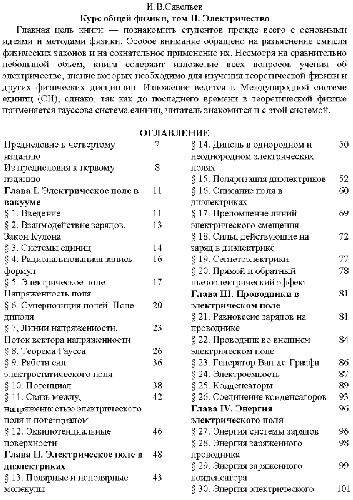 И.В.Савельев
Курс общей физики, том II. Электричество
Главная цель книги — познакомить студентов прежде всего с основными
идеями и методами физики. Особое внимание обращено на разъяснение смысла
физических законов и на сознательное применение их. Несмотря на сравнительно
небольшой объем, книга содержит изложение всех вопросов учения об
электричестве, знание которых необходимо для изучения теоретической физики и
других физических дисциплин. Изложение ведется в Международной системе
единиц (СИ), однако, так как до последнего времени в теоретической физике
применяется гауссова система единиц, читатель знакомится и с этой системой.
ОГЛАВЛЕНИЕ
Предисловие к четвертому 7
изданию
Из предисловия к первому 8
изданию
Глава I. Электрическое поле в 11
вакууме
§ 1. Введение 11
§ 2. Взаимодействие зарядов. 13
Закон Кулона
§ 3. Системы единиц 14
§ 4. Рационализованная запись 16
формул
§ 5. Электрическое поле. 17
Напряженность поля
§ 6. Суперпозиция полей. Поле 20
диполя
§ 7. Линии напряженности. 23
Поток вектора напряженности
§ 8. Теорема Гаусса 26
§ 9. Работа сил 36
электростатического поля
§ 10. Потенциал 38
§ 11. Связь между 42
напряженностью электрического
поля и потенциалом
§ 12. Эквипотенциальные 46
поверхности
Глава II. Электрическое поле в 48
диэлектриках
§ 13. Полярные и неполярные 48
молекулы
§ 14. Диполь в однородном и 50
неоднородном электрических
полях
§ 15. Поляризация диэлектриков 52
§ 16. Описание поля в 60
диэлектриках
§ 17. Преломление линий 69
электрического смещения
§ 18. Силы, действующие на 72
заряд в диэлектрике
§ 19. Сегнетоэлектрики 77
§ 20. Прямой и обратный 78
пьезоэлектрический эффект
Глава III. Проводники в 81
электрическом поле
§ 21. Равновесие зарядов на 81
проводнике
§ 22. Проводник во внешнем 84
электрическом поле
§ 23. Генератор Ван-де-Граафа 86
§ 24. Электроемкость 87
§ 25. Конденсаторы 89
§ 26. Соединение конденсаторов 93
Глава IV. Энергия 96
электрического поля
§ 27. Энергия системы зарядов 96
§ 28. Энергия заряженного 98
проводника
§ 29. Энергия заряженного 99
конденсатора
§ 30. Энергия электрического 101